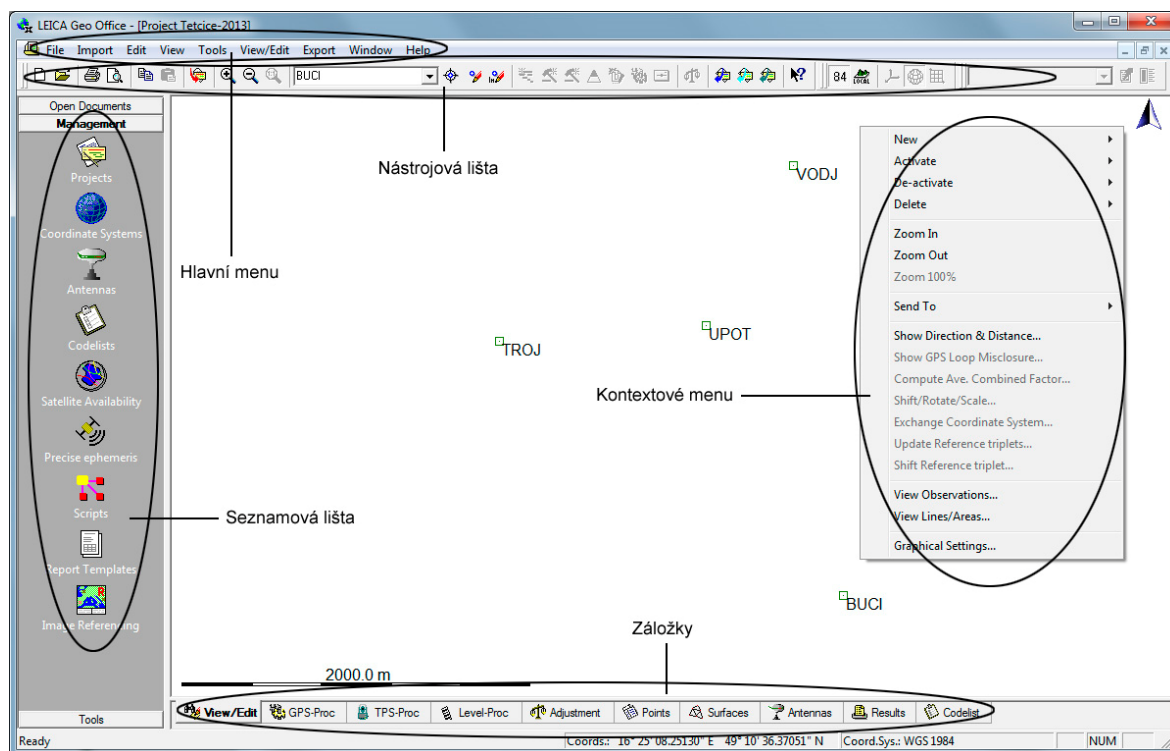 LEICA Geo Office - [Project Tetcice-2013]
File Import Edit View Tools View/Edit Export Window Help
BUCI
84
LOCAL
Open Documents
Management
Projects
Coordinate Systems
Antennas
Codelists
Satellite Availability
Precise ephemeris
Scripts
Report Templates
Image Referencing
Tools
Nástrojová lišta
Hlavní menu
Seznamová lišta
Kontextové menu
Záložky
VODJ
UPOT
TROJ
BUCI
2000.0 m
New
Activate
De-activate
Delete
Zoom In
Zoom Out
Zoom 100%
Send To
Show Direction & Distance...
Show GPS Loop Misclosure...
Compute Ave. Combined Factor...
Shift/Rotate/Scale...
Exchange Coordinate System...
Update Reference triplets...
Shift Reference triplet...
View Observations...
View Lines/Areas...
Graphical Settings...
View/Edit GPS-Proc TPS-Proc Level-Proc Adjustment Points Surfaces Antennas Results Codelist
Ready Coords.: 16° 25' 08.25130" E 49° 10' 36.37051" N Coord.Sys.: WGS 1984 NUM